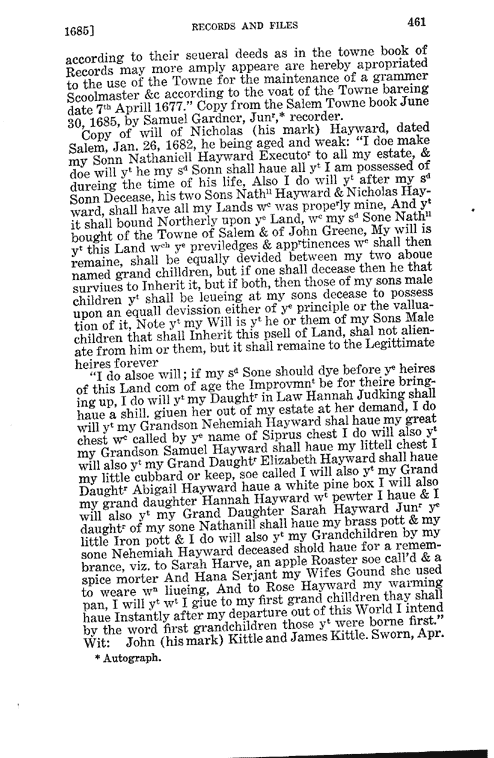 1685]
RECORDS AND FILES
461
according to their seueral deeds as in the towne book of
Records may more amply appeare are hereby apropriated
to the use of the Towne for the maintenance of a grammer
Scoolmaster &c according to the voat of the Towne bareing
date 7th Aprill 1677." Copy from the Salem Towne book June
30, 1685, by Samuel Gardner, Junr,* recorder.
Copy of will of Nicholas (his mark) Hayward, dated
Salem, Jan. 26, 1682, he being aged and weak: "I doe make
my Sonn Nathaniell Hayward Executor to all my estate, &
doe will yt he my sd Sonn shall haue all yt I am possessed of
dureing the time of his life, Also I do will yt after my sd
Sonn Decease, his two Sons Nathll Hayward & Nicholas Hay-
ward, shall have all my Lands wc was properly mine, And yt
it shall bound Northerly upon ye Land, wc my sd Sone Nathll
bought of the Towne of Salem & of John Greene, My will is
yt this Land wch ye previledges & apprtinences wc shall then
remaine, shall be equally devided between my two aboue
named grand chilldren, but if one shall decease then he that
surviues to Inherit it, but if both, then those of my sons male
children yt shall be leueing at my sons decease to possess
upon an equall devission either of ye principle or the vallua-
tion of it, Note yt my Will is yt he or them of my Sons Male
children that shall Inherit this psell of Land, shal not alien-
ate from him or them, but it shall remaine to the Legittimate
heires forever
"I do alsoe will; if my sd Sone should dye before ye heires
of this Land com of age the Improvmnt be for theire bring-
ing up, I do will yt my Daughtr in Law Hannah Judking shall
haue a shill. giuen her out of my estate at her demand, I do
will yt my Grandson Nehemiah Hayward shal haue my great
chest wc called by ye name of Siprus chest I do will also yt
my Grandson Samuel Hayward shall haue my littell chest I
will also yt my Grand Daughtr Elizabeth Hayward shall haue
my little cubbard or keep, soe called I will also yt my Grand
Daughtr Abigail Hayward haue a white pine box I will also
my grand daughter Hannah Hayward wt pewter I haue & I
will also yt my Grand Daughter Sarah Hayward Junr ye
daughtr of my sone Nathanill shall haue my brass pott & my
little Iron pott & I do will also yt my Grandchildren by my
sone Nehemiah Hayward deceased shold haue for a remem-
brance, viz. to Sarah Harve, an apple Roaster soe call'd & a
spice morter And Hana Serjant my Wifes Gound she used
to weare wn liueing, And to Rose Hayward my warming
pan, I will yt wt I giue to my first grand chilldren thay shall
haue Instantly after my departure out of this World I intend
by the word first grandchildren those yt were borne first."
Wit: John (his mark) Kittle and James Kittle. Sworn, Apr.
* Autograph.